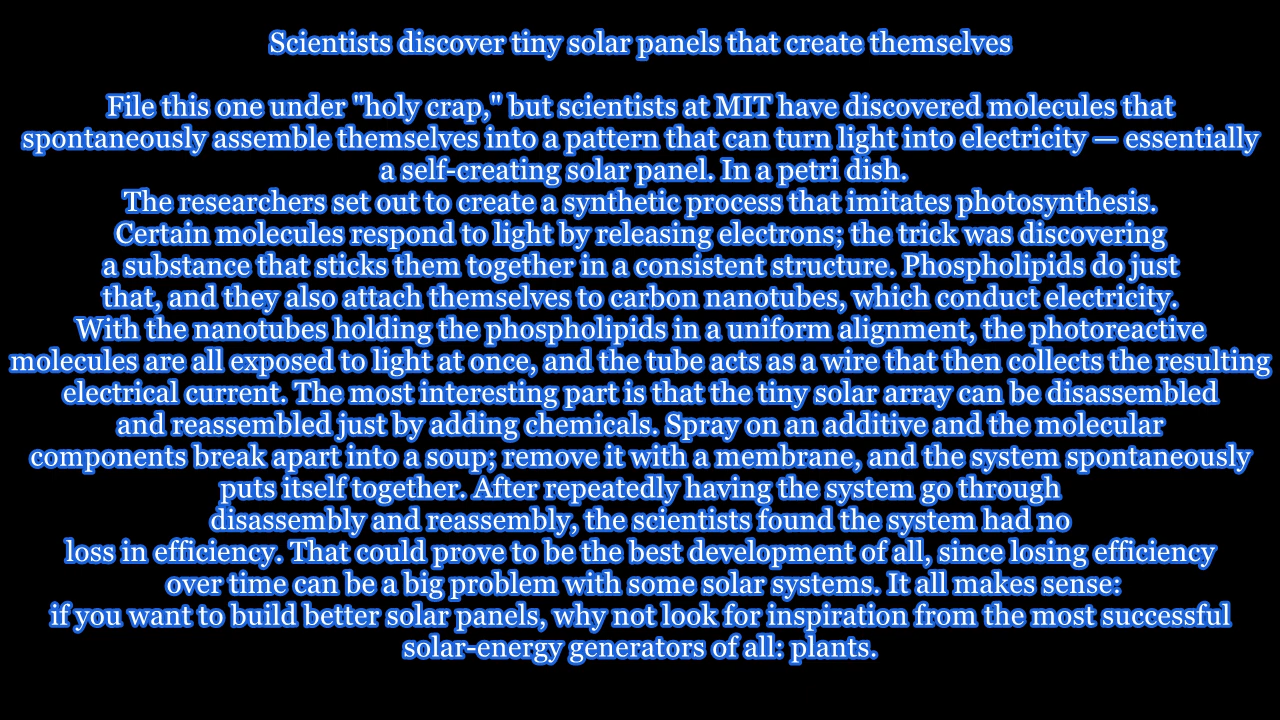 Scientists discover tiny solar panels that create themselves
File this one under "holy crap," but scientists at MIT have discovered molecules that
spontaneously assemble themselves into a pattern that can turn light into electricity — essentially
a self-creating solar panel. In a petri dish.
The researchers set out to create a synthetic process that imitates photosynthesis.
Certain molecules respond to light by releasing electrons; the trick was discovering
a substance that sticks them together in a consistent structure. Phospholipids do just
that, and they also attach themselves to carbon nanotubes, which conduct electricity.
With the nanotubes holding the phospholipids in a uniform alignment, the photoreactive
molecules are all exposed to light at once, and the tube acts as a wire that then collects the resulting
electrical current. The most interesting part is that the tiny solar array can be disassembled
and reassembled just by adding chemicals. Spray on an additive and the molecular
components break apart into a soup; remove it with a membrane, and the system spontaneously
puts itself together. After repeatedly having the system go through
disassembly and reassembly, the scientists found the system had no
loss in efficiency. That could prove to be the best development of all, since losing efficiency
over time can be a big problem with some solar systems. It all makes sense:
if you want to build better solar panels, why not look for inspiration from the most successful
solar-energy generators of all: plants.